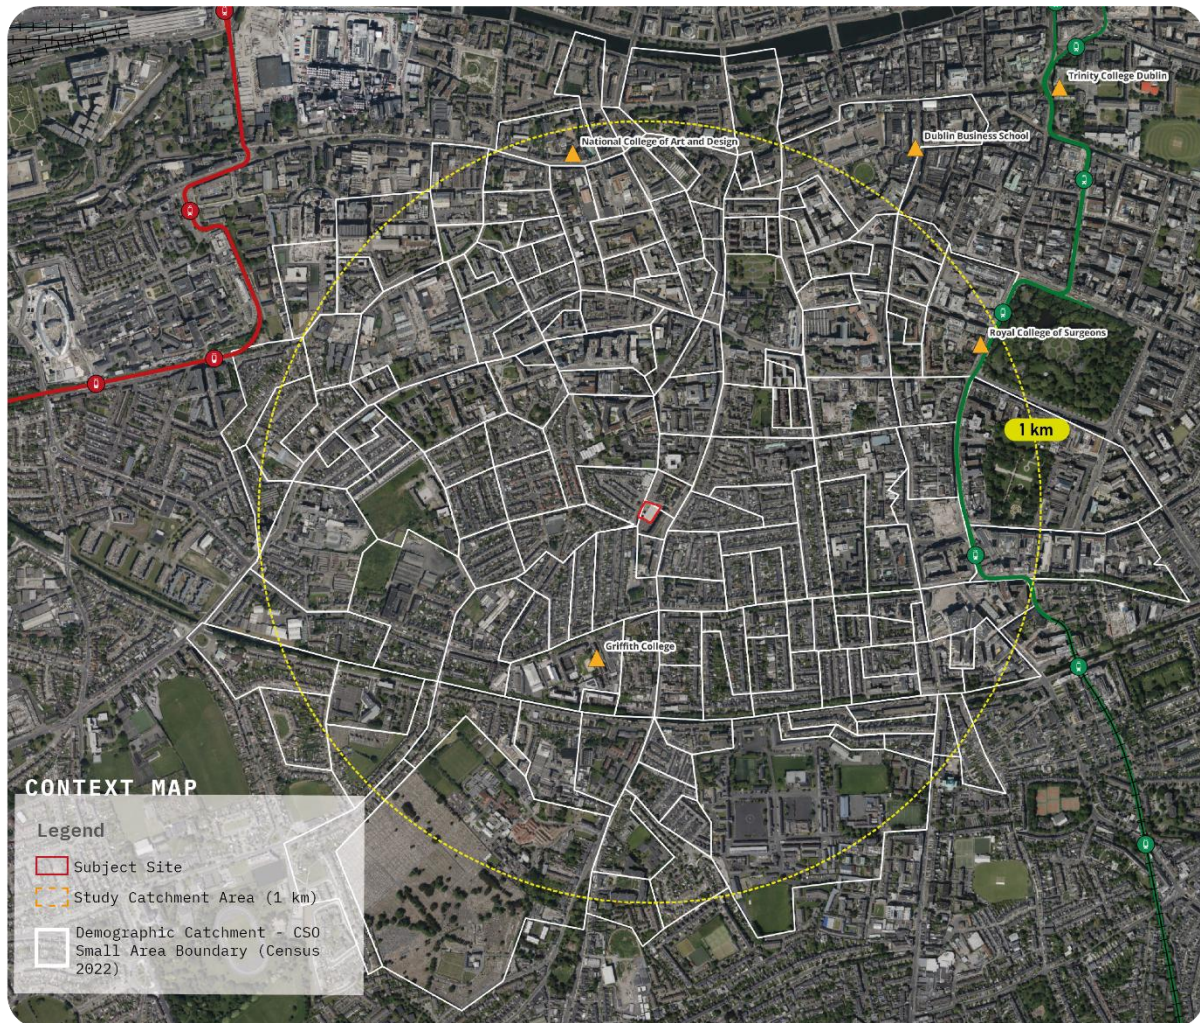 Trinity College Dublin
Dublin Business School
National College of Art and Design
Royal College of Surgeons
1 km
Griffith College
CONTEXT MAP
Legend
Subject Site
Study Catchment Area (1 km)
Demographic Catchment - CSO
Small Area Boundary (Census
2022)